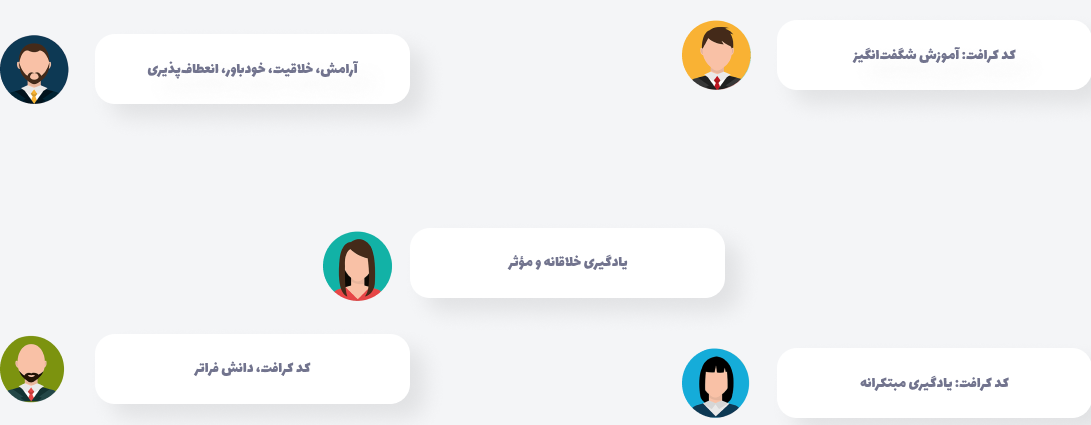 کد کرافت: آموزش شگفت‌انگیز
آرامش، خلاقیت، خودباور، انعطاف‌پذیری
یادگیری خلاقانه و مؤثر
کد کرافت، دانش فراتر
کد کرافت: یادگیری مبتکرانه